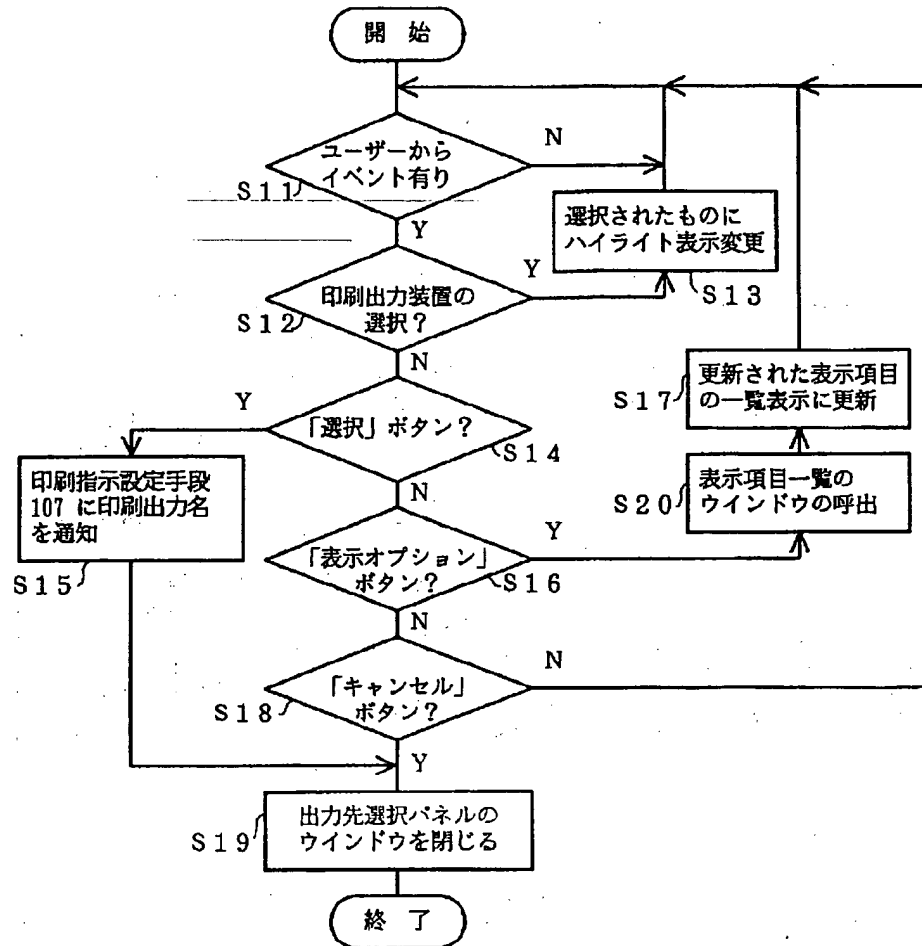 開 始
ユーザーから
イベント有り
N
S11
Y
選択されたものに
ハイライト表示変更
S13
印刷出力装置の
選択?
Y
S12
N
更新された表示項目
の一覧表示に更新
S17
「選択」ボタン?
Y
S14
N
表示項目一覧の
ウインドウの呼出
S20
印刷指示設定手段
107 に印刷出力名
を通知
S15
「表示オプション」
ボタン?
Y
S16
N
「キャンセル」
ボタン?
N
S18
Y
出力先選択パネルの
ウインドウを閉じる
S19
終 了